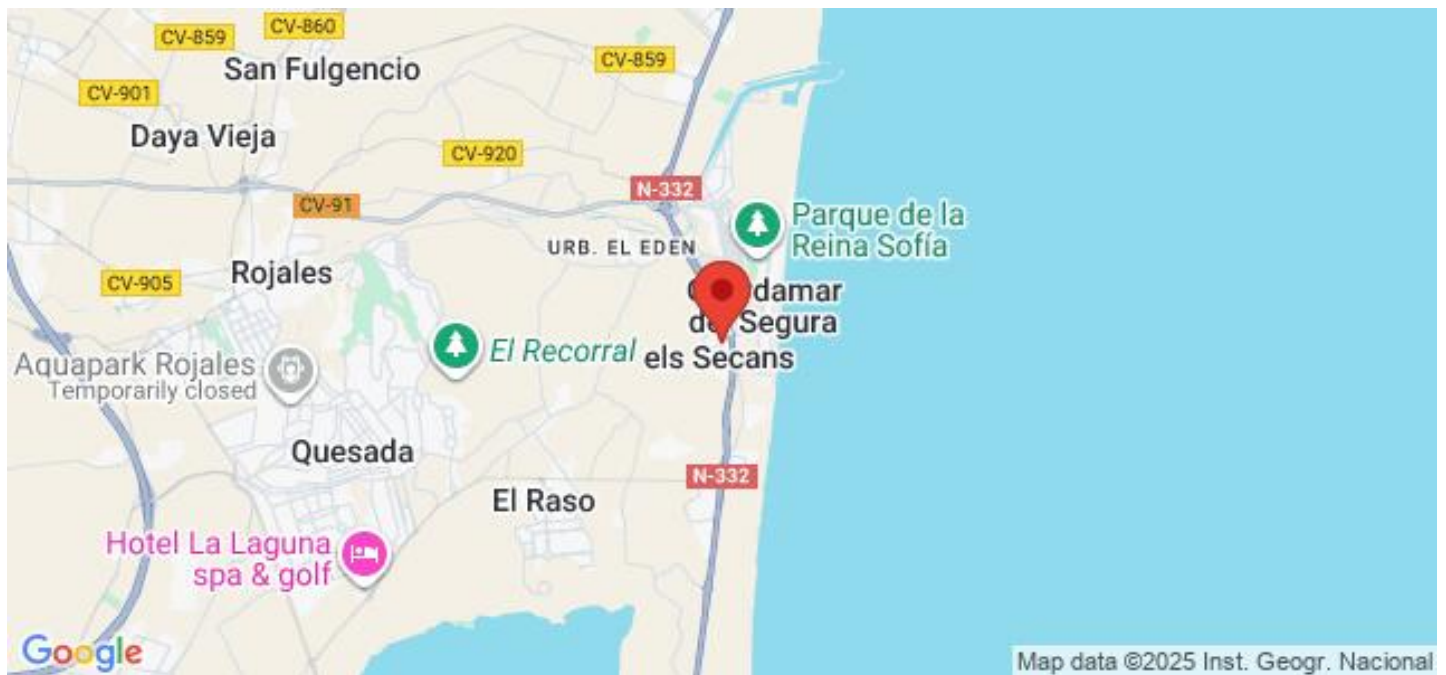 CV-859
CV-860
San Fulgencio
CV-859
CV-901
Daya Vieja
CV-920
N-332
CV-91
Parque de la
Reina Sofía
URB. EL EDEN
Rojales
CV-905
damar
Segura
El Recorral
els Secans
Aquapark Rojales
Temporarily closed
Quesada
N-332
El Raso
Hotel La Laguna
spa & golf
Google
Map data ©2025 Inst. Geogr. Nacional